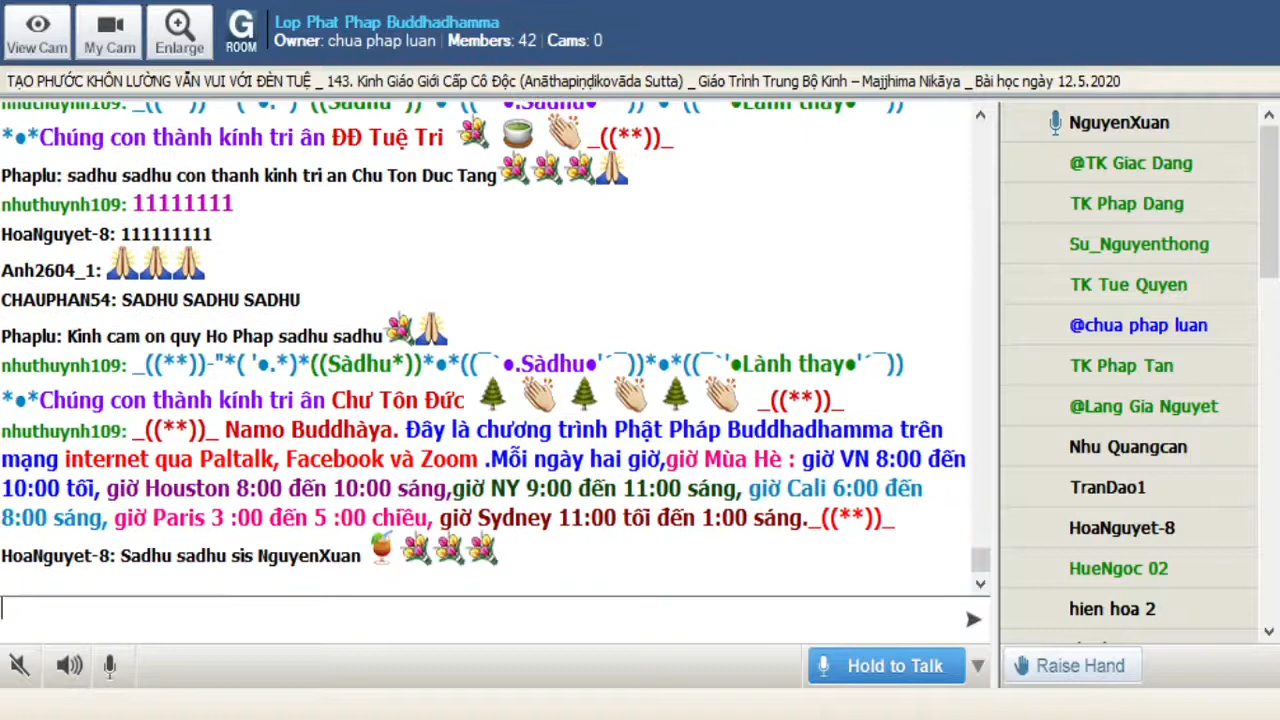 Lop Phat Phap Buddhadhamma
View Cam
My Cam
Enlarge
G
ROOM
Owner: chua phap luan | Members: 42 | Cams: 0
TẠO PHƯỚC KHÔN LƯỜNG VẪN VUI VỚI ĐÈN TUỆ _ 143. Kinh Giáo Giới Cấp Cô Độc (Anāthapiṇḍikovāda Sutta) _ Giáo Trình Trung Bộ Kinh – Majjhima Nikāya _Bài học ngày 12.5.2020
*●*Chúng con thành kính tri ân ĐĐ Tuệ Tri _((**))_
Phaplu: sadhu sadhu con thanh kinh tri an Chu Ton Duc Tang
nhuthuynh109: 11111111
HoaNguyet-8: 111111111
Anh2604_1:
CHAUPHAN54: SADHU SADHU SADHU
Phaplu: Kinh cam on quy Ho Phap sadhu sadhu
nhuthuynh109: _((**))-"*( '●.*)*((Sàdhu*))*●*((¯`●.Sàdhu●'´¯))*●*((¯`'●Lành thay●'´¯))
*●*Chúng con thành kính tri ân Chư Tôn Đức _((**))_
nhuthuynh109: _((**))_ Namo Buddhàya. Đây là chương trình Phật Pháp Buddhadhamma trên
mạng internet qua Paltalk, Facebook và Zoom .Mỗi ngày hai giờ,giờ Mùa Hè : giờ VN 8:00 đến
10:00 tối, giờ Houston 8:00 đến 10:00 sáng,giờ NY 9:00 đến 11:00 sáng, giờ Cali 6:00 đến
8:00 sáng, giờ Paris 3 :00 đến 5 :00 chiều, giờ Sydney 11:00 tối đến 1:00 sáng._((**))_
HoaNguyet-8: Sadhu sadhu sis NguyenXuan
Hold to Talk
NguyenXuan
@TK Giac Dang
TK Phap Dang
Su_Nguyenthong
TK Tue Quyen
@chua phap luan
TK Phap Tan
@Lang Gia Nguyet
Nhu Quangcan
TranDao1
HoaNguyet-8
HueNgoc 02
hien hoa 2
Raise Hand